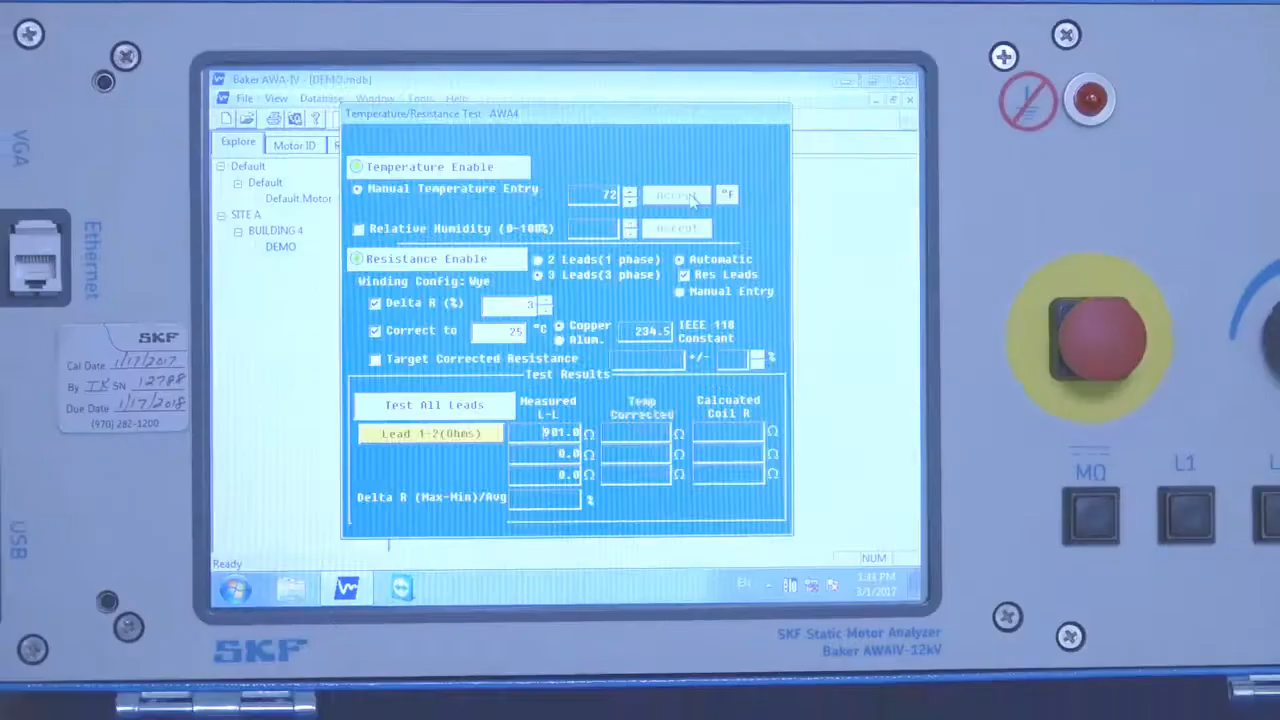 VGA
Ethernet
USB
SKF
Cal Date 1/17/2017
By TK SN 12788
Due Date 1/17/2018
(970) 282-1200
Baker AWA-IV - [DEMO.mdb]
File View Database Window Tools Help
Explore Motor ID
Default
Default
Default Motor
SITE A
BUILDING 4
DEMO
Temperature/Resistance Test AWA4
Temperature Enable
Manual Temperature Entry 72 Accept °F
Relative Humidity (0-100%) Accept
Resistance Enable 2 Leads(1 phase) Automatic
3 Leads(3 phase) Res Leads
Winding Config: Wye Manual Entry
Delta R (%) 3
Correct to 25 °C Copper 234.5 IEEE 118
Alum. Constant
Target Corrected Resistance +/- %
Test Results
Test All Leads Measured Temp Calcuated
L-L Corrected Coil R
Lead 1-2(Ohms) 901.0 Ω Ω Ω
0.0 Ω Ω Ω
0.0 Ω Ω Ω
Delta R (Max-Min)/Avg %
Ready NUM
EN
3/1/2017
SKF
SKF Static Motor Analyzer
Baker AWAIV-12kV
MΩ L1